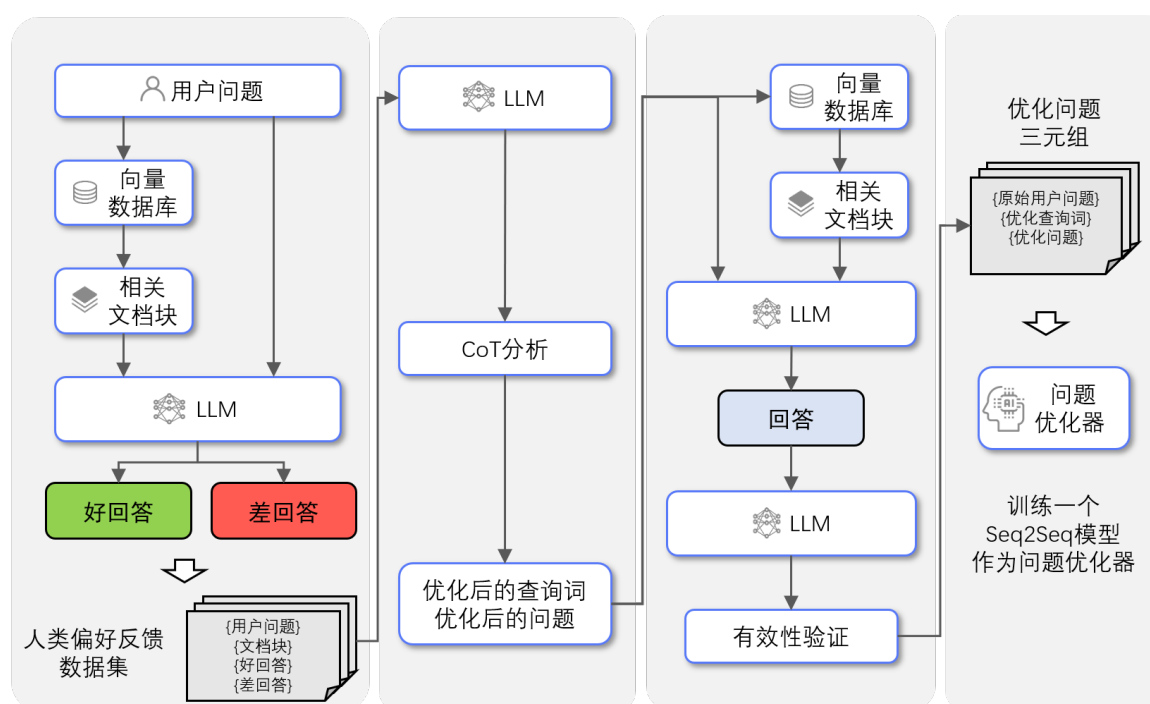 用户问题
向量
数据库
相关
文档块
LLM
好回答
差回答
人类偏好反馈
数据集
{用户问题}
{文档块}
{好回答}
{差回答}
LLM
CoT分析
优化后的查询词
优化后的问题
向量
数据库
相关
文档块
LLM
回答
LLM
有效性验证
优化问题
三元组
{原始用户问题}
{优化查询词}
{优化问题}
AI
问题
优化器
训练一个
Seq2Seq模型
作为问题优化器